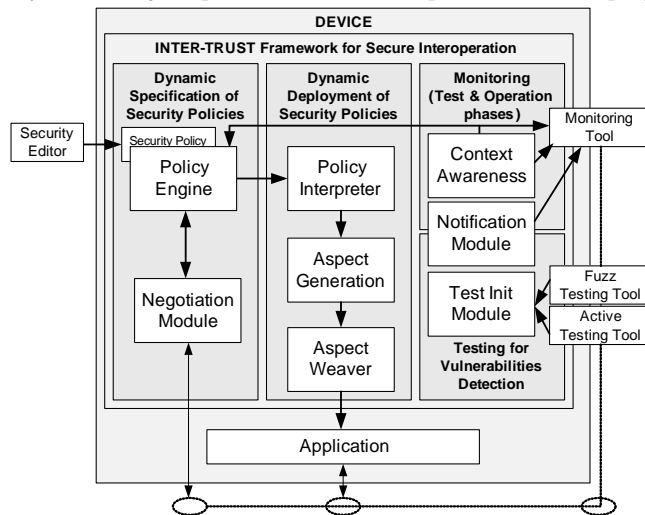 DEVICE
INTER-TRUST Framework for Secure Interoperation
Dynamic
Specification of
Security Policies
Dynamic
Deployment of
Security Policies
Monitoring
(Test & Operation
phases )
Security
Editor
Security Policy
Policy
Engine
Negotiation
Module
Policy
Interpreter
Aspect
Generation
Aspect
Weaver
Context
Awareness
Notification
Module
Test Init
Module
Testing for
Vulnerabilities
Detection
Monitoring
Tool
Fuzz
Testing Tool
Active
Testing Tool
Application